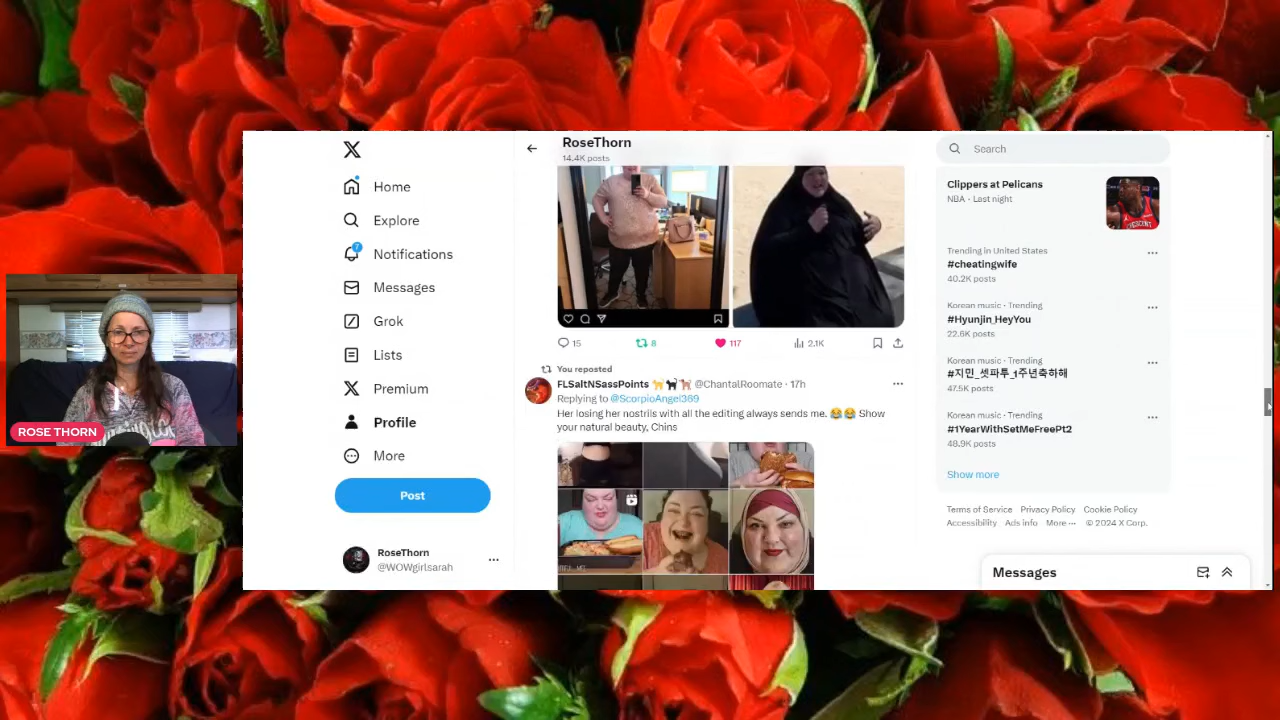 RoseThorn
14.4K posts
Home
Explore
7
Notifications
Messages
Grok
Lists
Premium
Profile
More
Post
RoseThorn
@WOWgirlsarah
15
8
117
2.1K
You reposted
FLSaltNSassPoints 🐈🐈‍⬛🐩 @ChantalRoomate · 17h
Replying to @ScorpioAngel369
Her losing her nostrils with all the editing always sends me. 😂😂 Show
your natural beauty, Chins
Search
Clippers at Pelicans
NBA · Last night
Trending in United States
#cheatingwife
40.2K posts
Korean music · Trending
#Hyunjin_HeyYou
22.6K posts
Korean music · Trending
#지민_셋미프리_1주년축하해
47.5K posts
Korean music · Trending
#1YearWithSetMeFreePt2
48.9K posts
Show more
Terms of Service Privacy Policy Cookie Policy
Accessibility Ads info More ··· © 2024 X Corp.
Messages
ROSE THORN